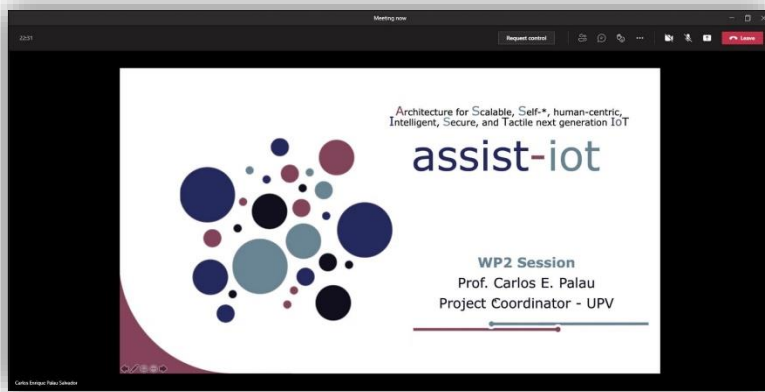 Meeting now
22:51
Request control
Leave
Architecture for Scalable, Self-*, human-centric,
Intelligent, Secure, and Tactile next generation IoT
assist-iot
WP2 Session
Prof. Carlos E. Palau
Project Coordinator - UPV
Carlos Enrique Palau Salvador